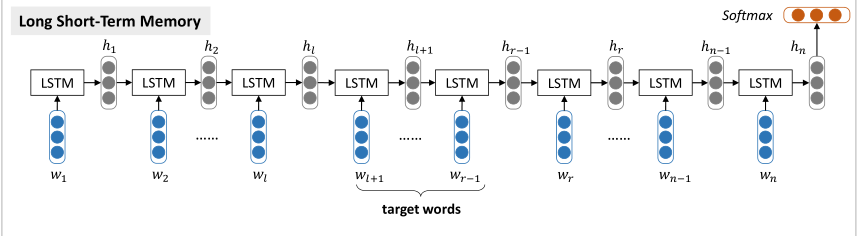 Long Short-Term Memory
Softmax
h₁ h₂ hₗ hₗ₊₁ hᵣ₋₁ hᵣ hₙ₋₁ hₙ
LSTM LSTM LSTM LSTM LSTM LSTM LSTM LSTM
...... ...... ......
w₁ w₂ wₗ wₗ₊₁ wᵣ₋₁ wᵣ wₙ₋₁ wₙ
target words